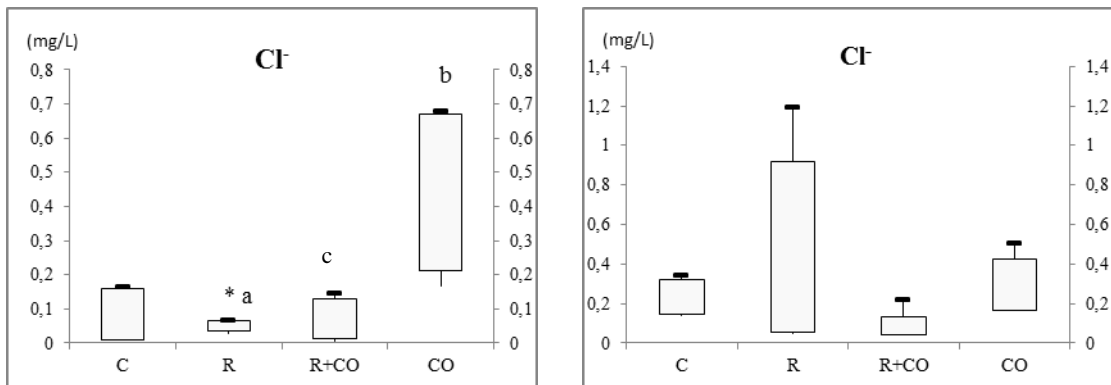 (mg/L)
Cl⁻
b
0,8 0,8
0,7 0,7
0,6 0,6
0,5 0,5
0,4 0,4
0,3 0,3
c
0,2 0,2
* a
0,1 0,1
0 0
C R R+CO CO
(mg/L)
Cl⁻
1,4 1,4
1,2 1,2
1 1
0,8 0,8
0,6 0,6
0,4 0,4
0,2 0,2
0 0
C R R+CO CO